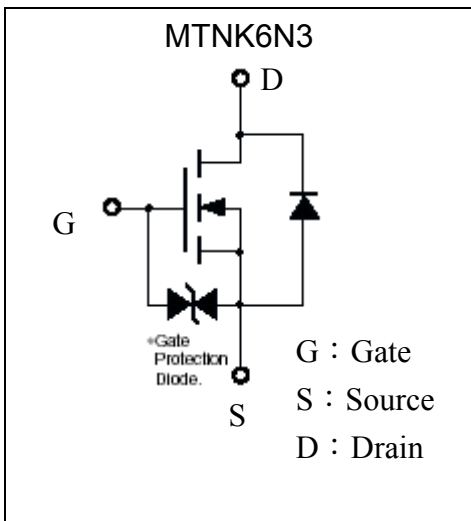 MTNK6N3
D
G
*Gate
Protection
Diode.
S
G：Gate
S：Source
D：Drain